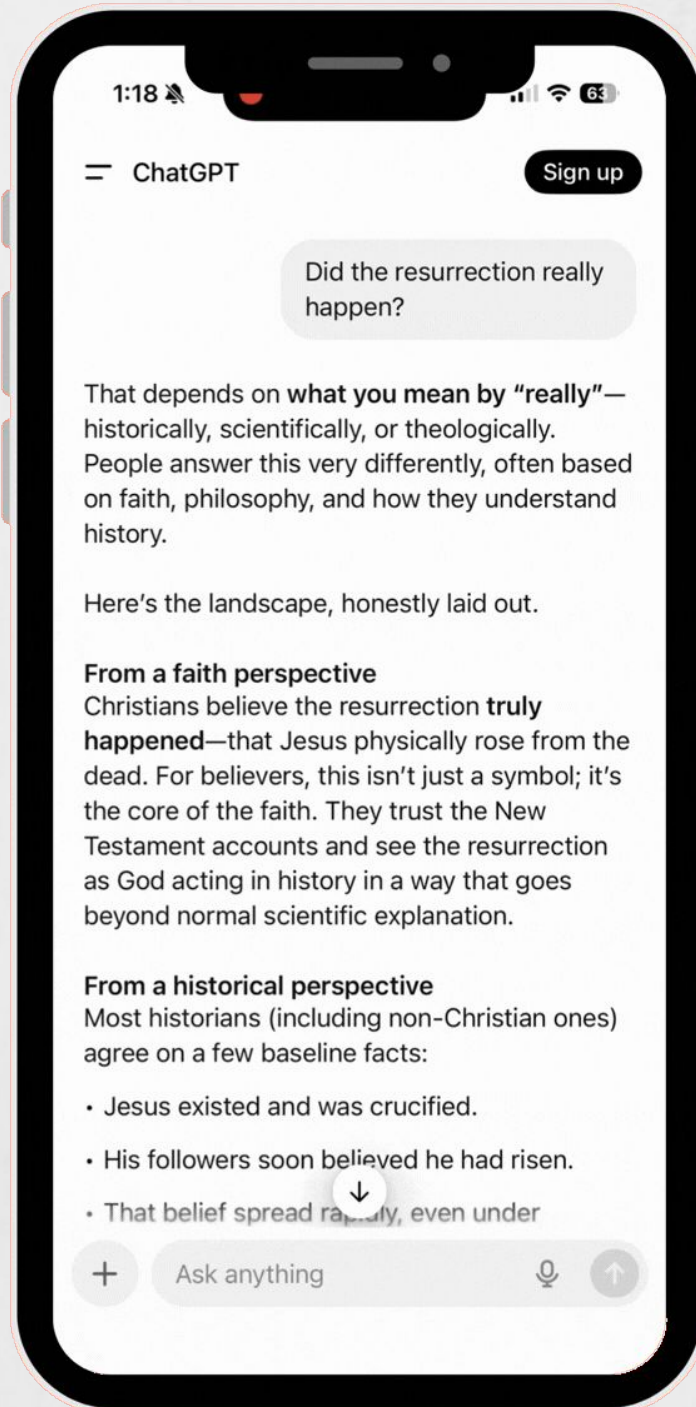 1:18
63
ChatGPT
Sign up
Did the resurrection really
happen?
That depends on what you mean by “really”—
historically, scientifically, or theologically.
People answer this very differently, often based
on faith, philosophy, and how they understand
history.
Here’s the landscape, honestly laid out.
From a faith perspective
Christians believe the resurrection truly
happened—that Jesus physically rose from the
dead. For believers, this isn’t just a symbol; it’s
the core of the faith. They trust the New
Testament accounts and see the resurrection
as God acting in history in a way that goes
beyond normal scientific explanation.
From a historical perspective
Most historians (including non-Christian ones)
agree on a few baseline facts:
• Jesus existed and was crucified.
• His followers soon believed he had risen.
• That belief spread rapidly, even under
Ask anything